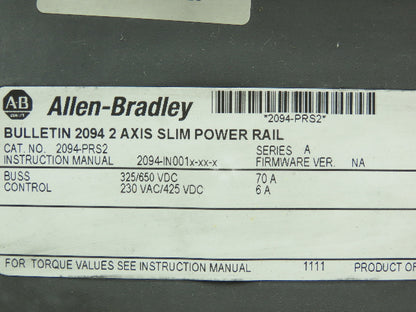 AB Allen-Bradley *2094-PRS2*
BULLETIN 2094 2 AXIS SLIM POWER RAIL
CAT. NO. 2094-PRS2 SERIES A
INSTRUCTION MANUAL 2094-IN001x-xx-x FIRMWARE VER. NA
BUSS 325/650 VDC 70 A
CONTROL 230 VAC/425 VDC 6 A
FOR TORQUE VALUES SEE INSTRUCTION MANUAL 1111 PRODUCT OF